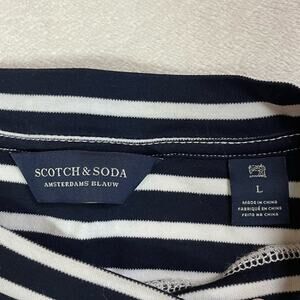 SCOTCH & SODA
AMSTERDAMS BLAUW
L
MADE IN CHINA
FABRIQUÉ EN CHINE
FEITO NA CHINA